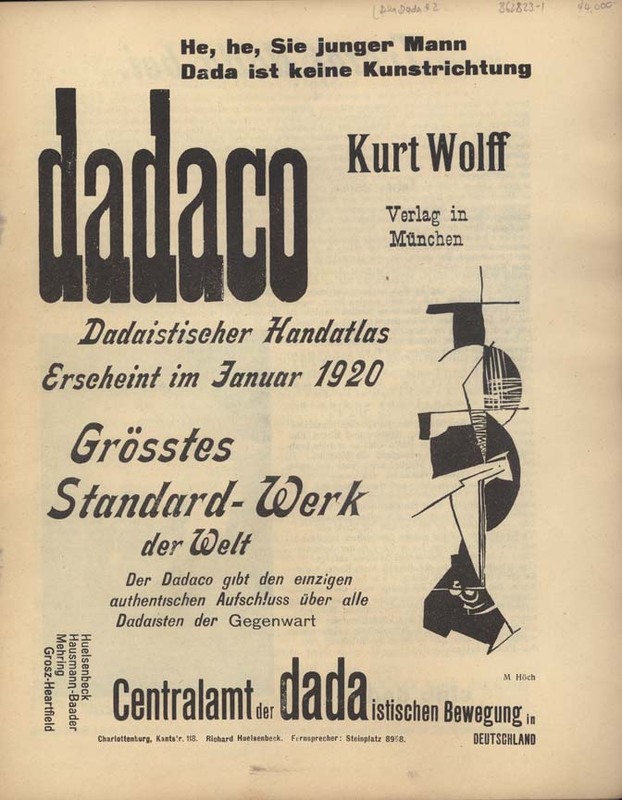 He, he, Sie junger Mann
Dada ist keine Kunstrichtung
dadaco
Kurt Wolff
Verlag in
München
Dadaistischer Handatlas
Erscheint im Januar 1920
Grösstes
Standard-Werk
der Welt
Der Dadaco gibt den einzigen
authentischen Aufschluss über alle
Dadaisten der Gegenwart
Huelsenbeck
Hausmann-Baader
Mehring
Grosz-Heartfield
M Höch
Centralamt der dadaistischen Bewegung in
DEUTSCHLAND
Charlottenburg, Kantstr. 118. Richard Huelsenbeck. Fernsprecher: Steinplatz 8998.